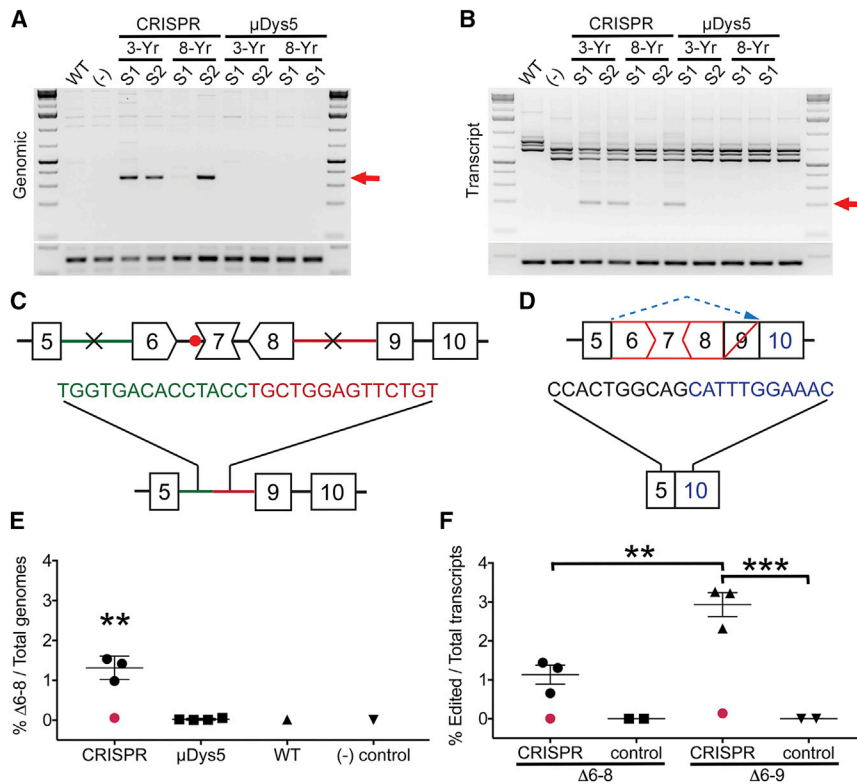 A
CRISPR μDys5
3-Yr 8-Yr 3-Yr 8-Yr
WT (-) S1 S2 S1 S2 S1 S2 S1 S1
Genomic
B
CRISPR μDys5
3-Yr 8-Yr 3-Yr 8-Yr
WT (-) S1 S2 S1 S2 S1 S2 S1 S1
Transcript
C
5 6 7 8 9 10
TGGTGACACCTACCTGCTGGAGTTCTGT
5 9 10
D
5 6 7 8 9 10
CCACTGGCAGCATTTGGAAAC
5 10
E
% Δ6-8 / Total genomes
4
3
2
1
0
**
CRISPR μDys5 WT (-) control
F
% Edited / Total transcripts
4
3
2
1
0
** ***
CRISPR control CRISPR control
Δ6-8 Δ6-9